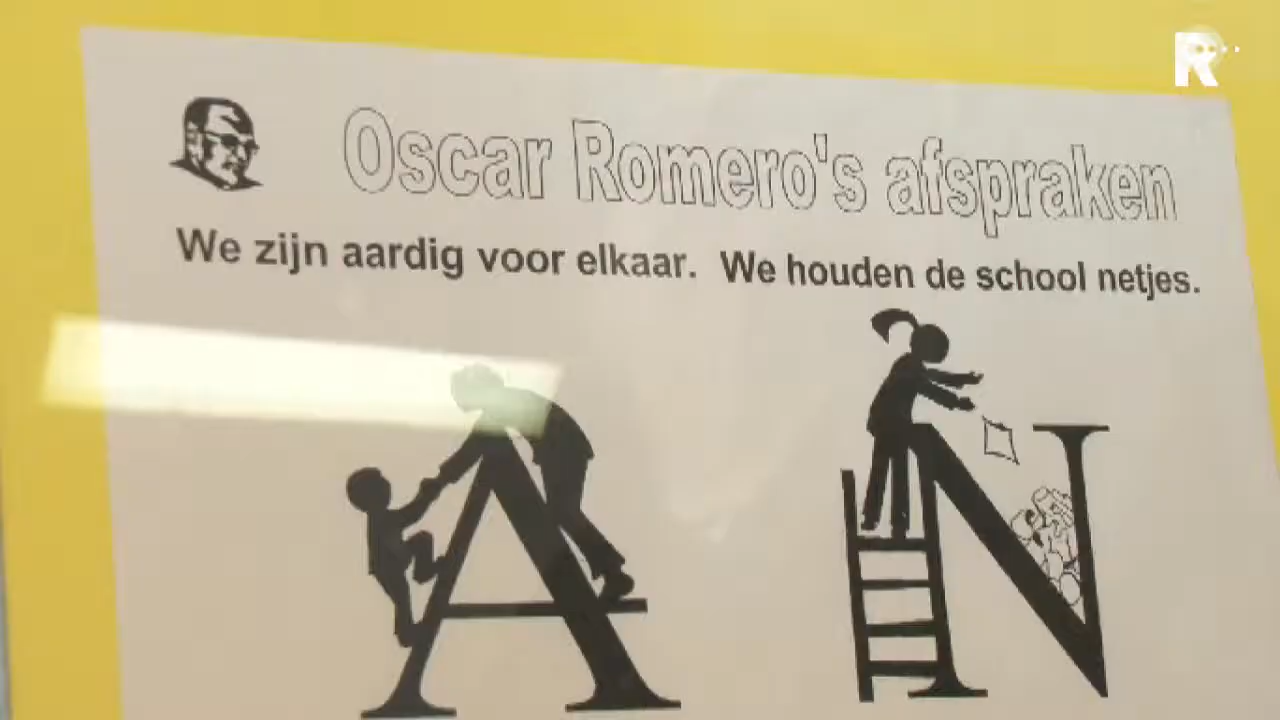 R
Oscar Romero's afspraken
We zijn aardig voor elkaar. We houden de school netjes.
A N